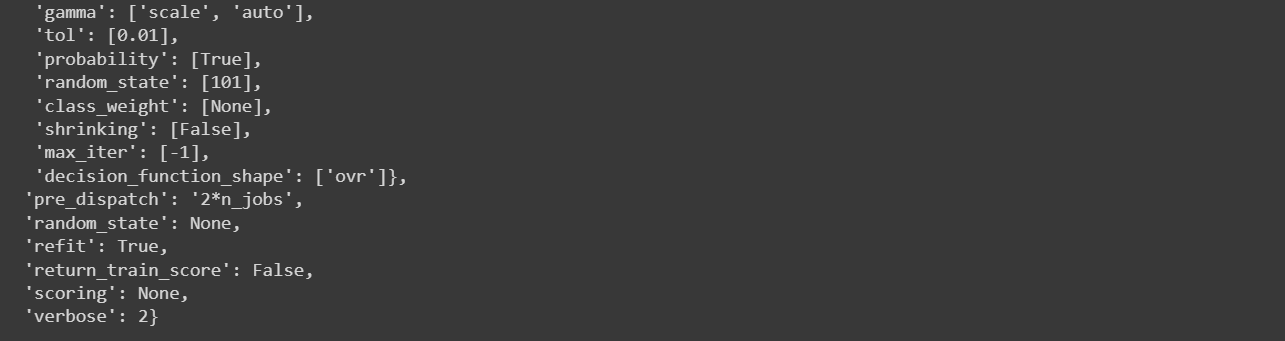 'gamma': ['scale', 'auto'],
'tol': [0.01],
'probability': [True],
'random_state': [101],
'class_weight': [None],
'shrinking': [False],
'max_iter': [-1],
'decision_function_shape': ['ovr']},
'pre_dispatch': '2*n_jobs',
'random_state': None,
'refit': True,
'return_train_score': False,
'scoring': None,
'verbose': 2}